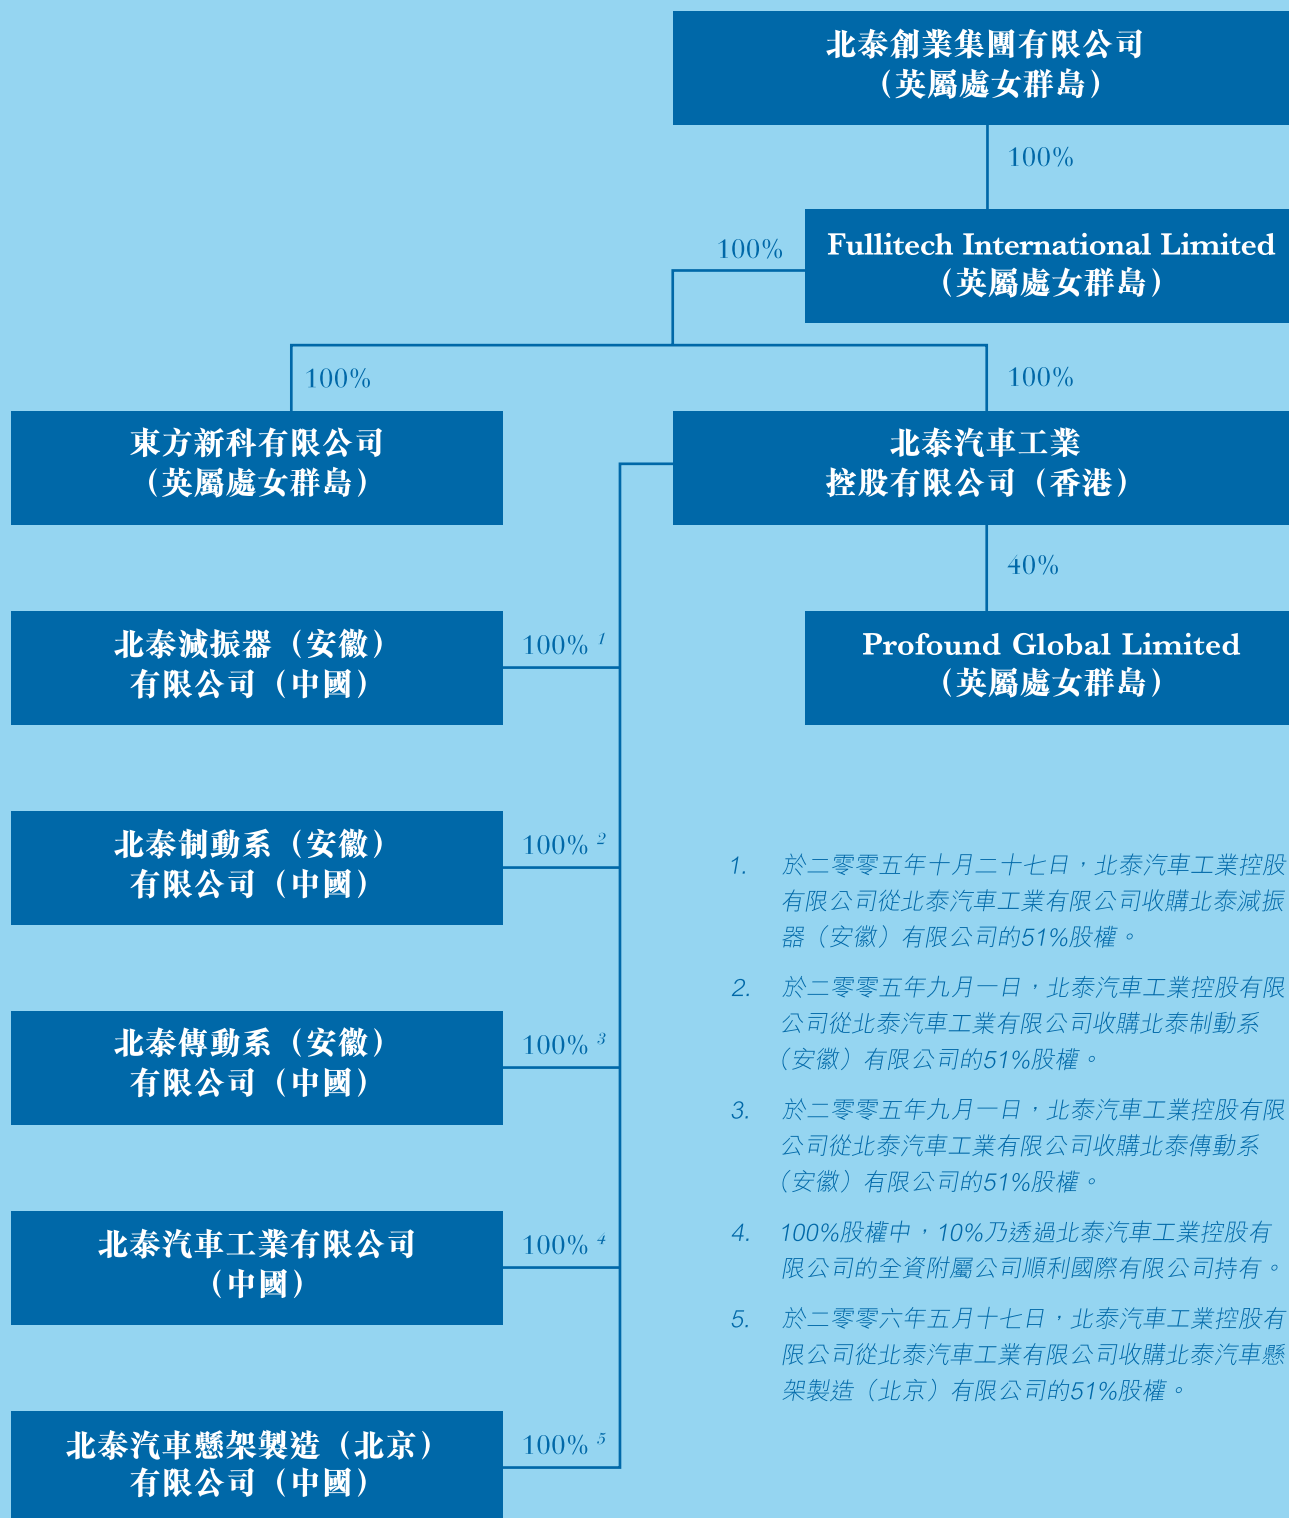 北泰創業集團有限公司
（英屬處女群島）
100%
100%
Fullitech International Limited
（英屬處女群島）
100%
100%
東方新科有限公司
（英屬處女群島）
北泰汽車工業
控股有限公司（香港）
40%
Profound Global Limited
（英屬處女群島）
北泰減振器（安徽）
有限公司（中國）
100% 1
北泰制動系（安徽）
有限公司（中國）
100% 2
北泰傳動系（安徽）
有限公司（中國）
100% 3
北泰汽車工業有限公司
（中國）
100% 4
北泰汽車懸架製造（北京）
有限公司（中國）
100% 5
1. 於二零零五年十月二十七日，北泰汽車工業控股
有限公司從北泰汽車工業有限公司收購北泰減振
器（安徽）有限公司的51%股權。
2. 於二零零五年九月一日，北泰汽車工業控股有限
公司從北泰汽車工業有限公司收購北泰制動系
（安徽）有限公司的51%股權。
3. 於二零零五年九月一日，北泰汽車工業控股有限
公司從北泰汽車工業有限公司收購北泰傳動系
（安徽）有限公司的51%股權。
4. 100%股權中，10%乃透過北泰汽車工業控股有
限公司的全資附屬公司順利國際有限公司持有。
5. 於二零零六年五月十七日，北泰汽車工業控股有
限公司從北泰汽車工業有限公司收購北泰汽車懸
架製造（北京）有限公司的51%股權。